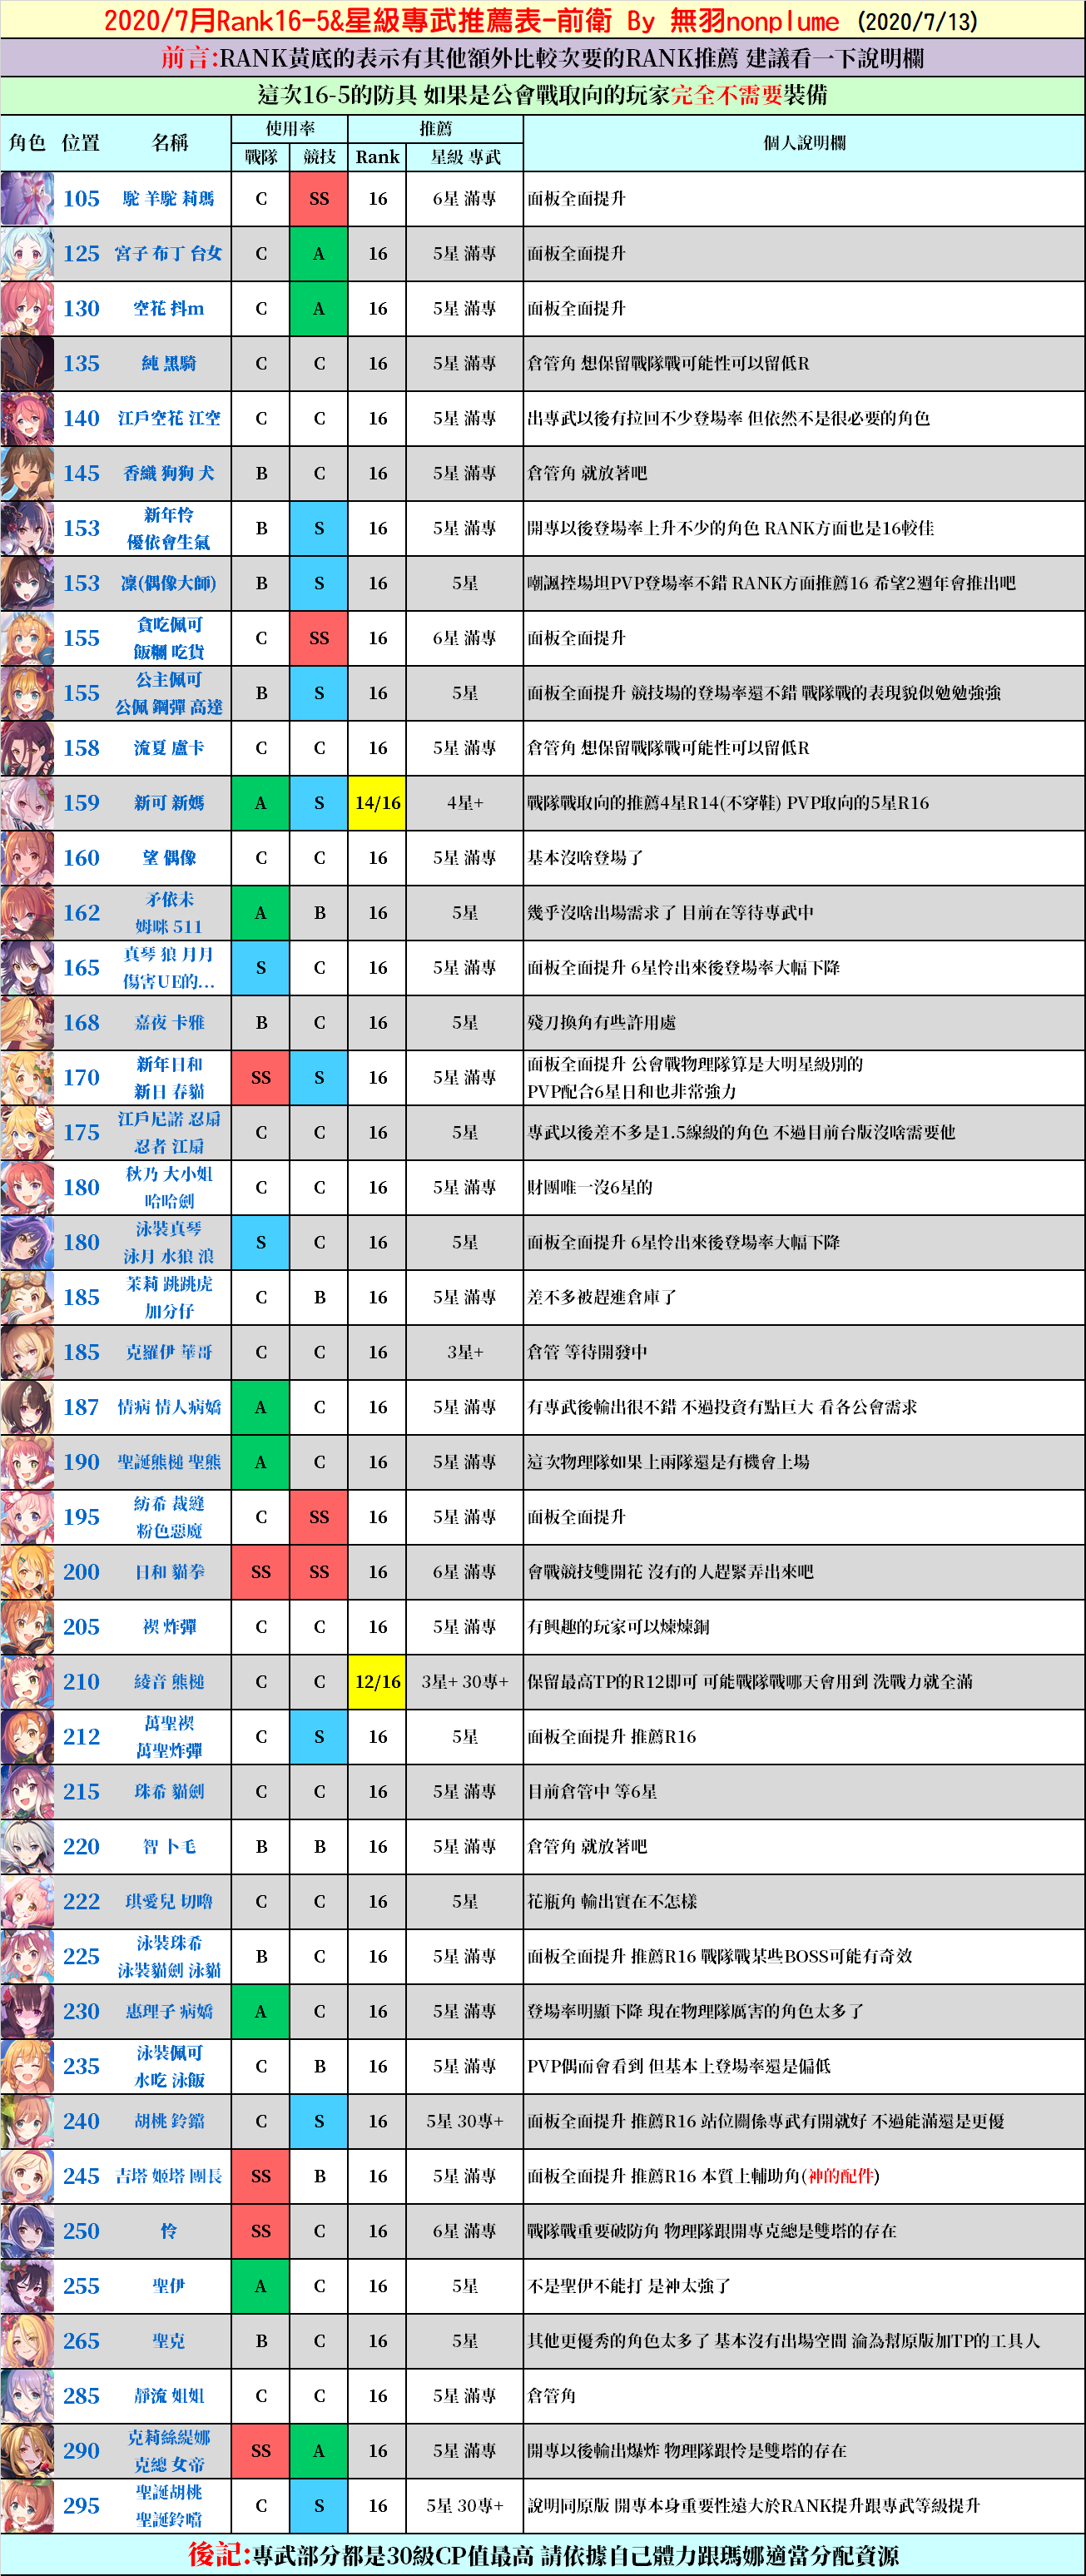 2020/7月Rank16-5&星級專武推薦表-前衛 By 無羽nonplume (2020/7/13)
前言:RANK黃底的表示有其他額外比較次要的RANK推薦 建議看一下說明欄
這次16-5的防具 如果是公會戰取向的玩家完全不需要裝備
角色 位置 名稱 使用率 推薦 個人說明欄
戰隊 競技 Rank 星級 專武
105 駝 羊駝 莉瑪 C SS 16 6星 滿專 面板全面提升
125 宮子 布丁 台女 C A 16 5星 滿專 面板全面提升
130 空花 抖m C A 16 5星 滿專 面板全面提升
135 純 黑騎 C C 16 5星 滿專 倉管角 想保留戰隊戰可能性可以留低R
140 江戶空花 江空 C C 16 5星 滿專 出專武以後有拉回不少登場率 但依然不是很必要的角色
145 香織 狗狗 犬 B C 16 5星 滿專 倉管角 就放著吧
153 新年怜 優依會生氣 B S 16 5星 滿專 開專以後登場率上升不少的角色 RANK方面也是16較佳
153 凜(偶像大師) B S 16 5星 嘲諷控場坦PVP登場率不錯 RANK方面推薦16 希望2週年會推出吧
155 貪吃佩可 飯糰 吃貨 C SS 16 6星 滿專 面板全面提升
155 公主佩可 公佩 鋼彈 高達 B S 16 5星 面板全面提升 競技場的登場率還不錯 戰隊戰的表現貌似勉勉強強
158 流夏 盧卡 C C 16 5星 滿專 倉管角 想保留戰隊戰可能性可以留低R
159 新可 新媽 A S 14/16 4星+ 戰隊戰取向的推薦4星R14(不穿鞋) PVP取向的5星R16
160 望 偶像 C C 16 5星 滿專 基本沒啥登場了
162 矛依未 姆咪 511 A B 16 5星 幾乎沒啥出場需求了 目前在等待專武中
165 真琴 狼 月月 傷害UE的... S C 16 5星 滿專 面板全面提升 6星怜出來後登場率大幅下降
168 嘉夜 卡雅 B C 16 5星 殘刀換角有些許用處
170 新年日和 新日 春貓 SS S 16 5星 滿專 面板全面提升 公會戰物理隊算是大明星級別的
PVP配合6星日和也非常強力
175 江戶尼諾 忍扇 忍者 江扇 C C 16 5星 專武以後差不多是1.5線級的角色 不過目前台版沒啥需要他
180 秋乃 大小姐 哈哈劍 C C 16 5星 滿專 財團唯一沒6星的
180 泳裝真琴 泳月 水狼 浪 S C 16 5星 面板全面提升 6星怜出來後登場率大幅下降
185 茉莉 跳跳虎 加分仔 C B 16 5星 滿專 差不多被趕進倉庫了
185 克羅伊 華哥 C C 16 3星+ 倉管 等待開發中
187 情病 情人病嬌 A C 16 5星 滿專 有專武後輸出很不錯 不過投資有點巨大 看各公會需求
190 聖誕熊槌 聖熊 A C 16 5星 滿專 這次物理隊如果上兩隊還是有機會上場
195 紡希 裁縫 粉色惡魔 C SS 16 5星 滿專 面板全面提升
200 日和 貓拳 SS SS 16 6星 滿專 會戰競技雙開花 沒有的人趕緊弄出來吧
205 禊 炸彈 C C 16 5星 滿專 有興趣的玩家可以煉煉銅
210 綾音 熊槌 C C 12/16 3星+ 30專+ 保留最高TP的R12即可 可能戰隊戰哪天會用到 洗戰力就全滿
212 萬聖禊 萬聖炸彈 C S 16 5星 面板全面提升 推薦R16
215 珠希 貓劍 C C 16 5星 滿專 目前倉管中 等6星
220 智 卜毛 B B 16 5星 滿專 倉管角 就放著吧
222 琪愛兒 切嚕 C C 16 5星 花瓶角 輸出實在不怎樣
225 泳裝珠希 泳裝貓劍 泳貓 B C 16 5星 滿專 面板全面提升 推薦R16 戰隊戰某些BOSS可能有奇效
230 惠理子 病嬌 A C 16 5星 滿專 登場率明顯下降 現在物理隊厲害的角色太多了
235 泳裝佩可 水吃 泳飯 C B 16 5星 滿專 PVP偶而會看到 但基本上登場率還是偏低
240 胡桃 鈴鐺 C S 16 5星 30專+ 面板全面提升 推薦R16 站位關係專武有開就好 不過能滿還是更優
245 吉塔 姬塔 團長 SS B 16 5星 滿專 面板全面提升 推薦R16 本質上輔助角(神的配件)
250 怜 SS C 16 6星 滿專 戰隊戰重要破防角 物理隊跟開專克總是雙塔的存在
255 聖伊 A C 16 5星 不是聖伊不能打 是神太強了
265 聖克 B C 16 5星 其他更優秀的角色太多了 基本沒有出場空間 淪為幫原版加TP的工具人
285 靜流 姐姐 C C 16 5星 滿專 倉管角
290 克莉絲緹娜 克總 女帝 SS A 16 5星 滿專 開專以後輸出爆炸 物理隊跟怜是雙塔的存在
295 聖誕胡桃 聖誕鈴噹 C S 16 5星 30專+ 說明同原版 開專本身重要性遠大於RANK提升跟專武等級提升
後記:專武部分都是30級CP值最高 請依據自己體力跟瑪娜適當分配資源